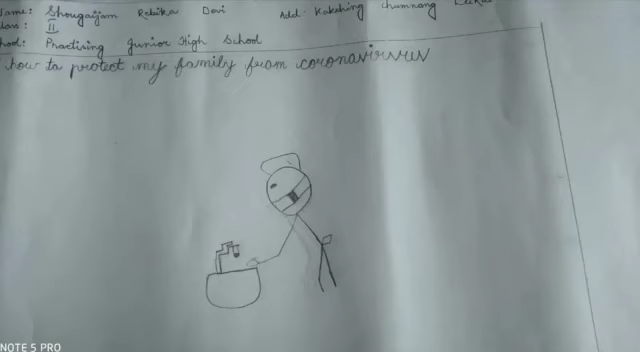 Name: Shougaijam Rebika Devi Add- Kakching Chumnang
class: II
School: Practising Junior High School
how to protect my family from coronavirus
NOTE 5 PRO